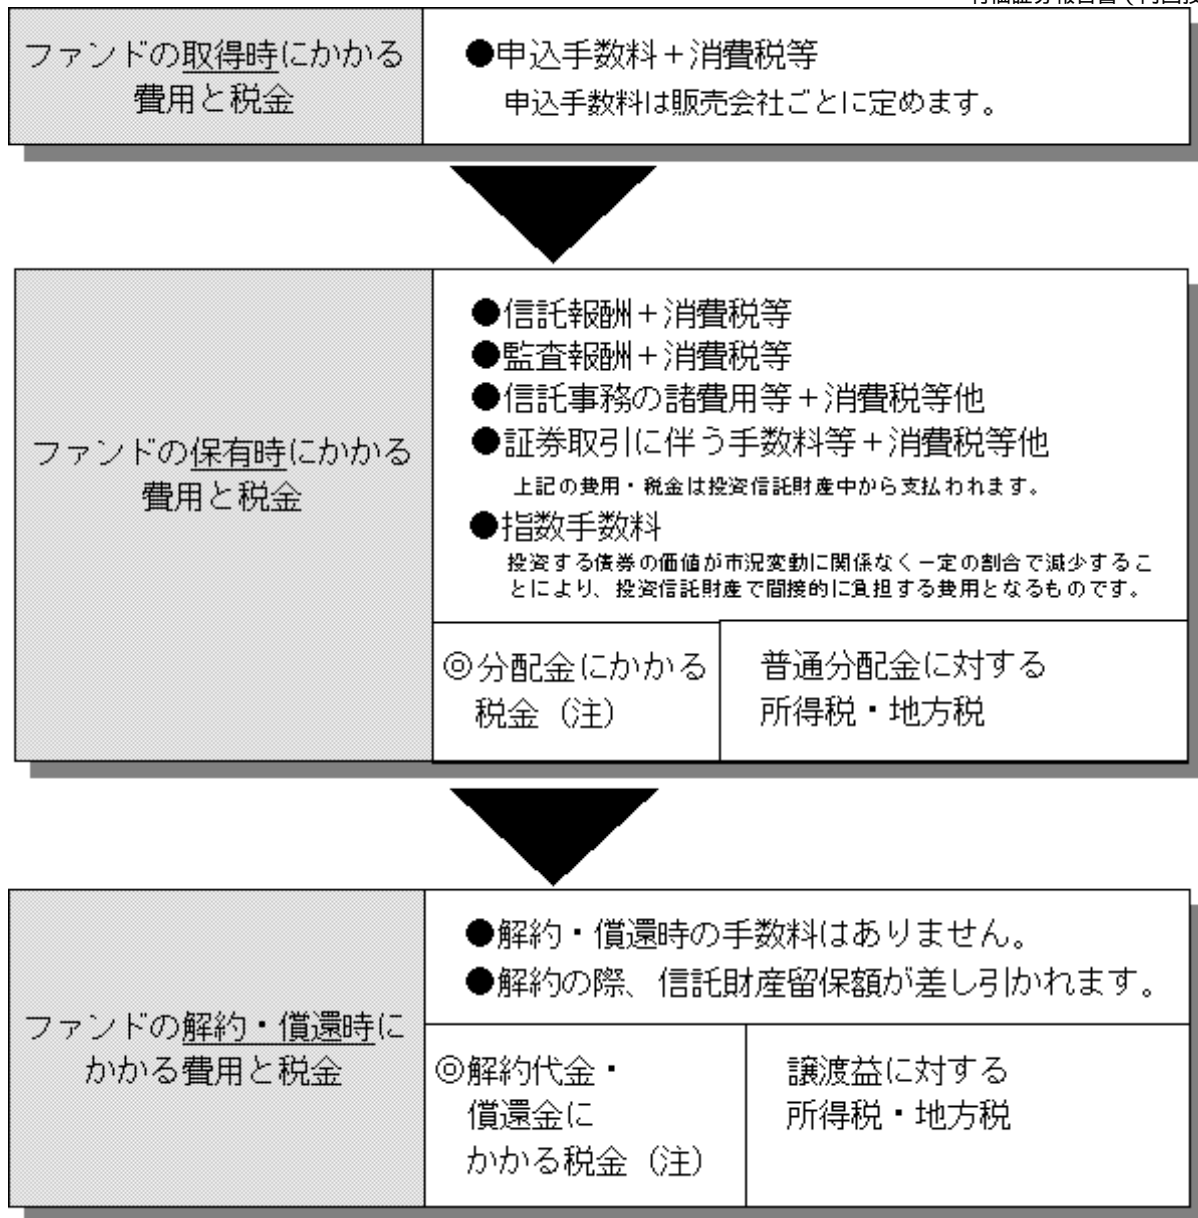 ファンドの取得時にかかる
費用と税金
●申込手数料＋消費税等
申込手数料は販売会社ごとに定めます。
ファンドの保有時にかかる
費用と税金
●信託報酬＋消費税等
●監査報酬＋消費税等
●信託事務の諸費用等＋消費税等他
●証券取引に伴う手数料等＋消費税等他
上記の費用・税金は投資信託財産中から支払われます。
●指数手数料
投資する債券の価値が市況変動に関係なく一定の割合で減少するこ
とにより、投資信託財産で間接的に負担する費用となるものです。
◎分配金にかかる
税金（注）
普通分配金に対する
所得税・地方税
ファンドの解約・償還時に
かかる費用と税金
●解約・償還時の手数料はありません。
●解約の際、信託財産留保額が差し引かれます。
◎解約代金・
償還金に
かかる税金（注）
譲渡益に対する
所得税・地方税